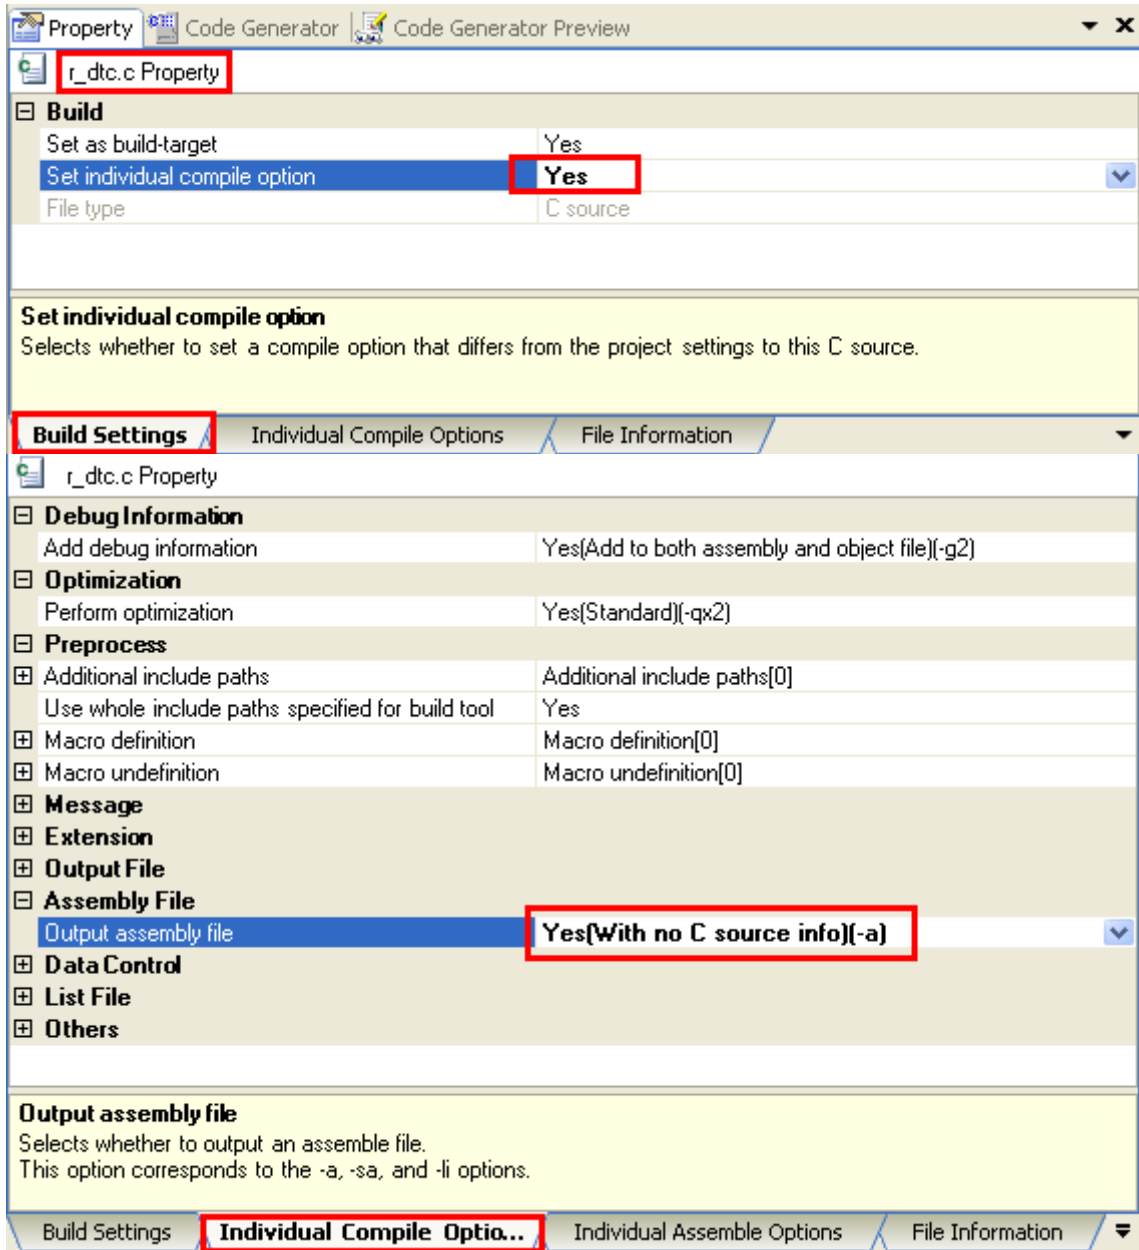 Property Code Generator Code Generator Preview
r_dtc.c Property
Build
Set as build-target Yes
Set individual compile option Yes
File type C source
Set individual compile option
Selects whether to set a compile option that differs from the project settings to this C source.
Build Settings Individual Compile Options File Information
r_dtc.c Property
Debug Information
Add debug information Yes(Add to both assembly and object file)(-g2)
Optimization
Perform optimization Yes(Standard)(-qx2)
Preprocess
Additional include paths Additional include paths[0]
Use whole include paths specified for build tool Yes
Macro definition Macro definition[0]
Macro undefinition Macro undefinition[0]
Message
Extension
Output File
Assembly File
Output assembly file Yes(With no C source info)(-a)
Data Control
List File
Others
Output assembly file
Selects whether to output an assemble file.
This option corresponds to the -a, -sa, and -li options.
Build Settings Individual Compile Optio... Individual Assemble Options File Information